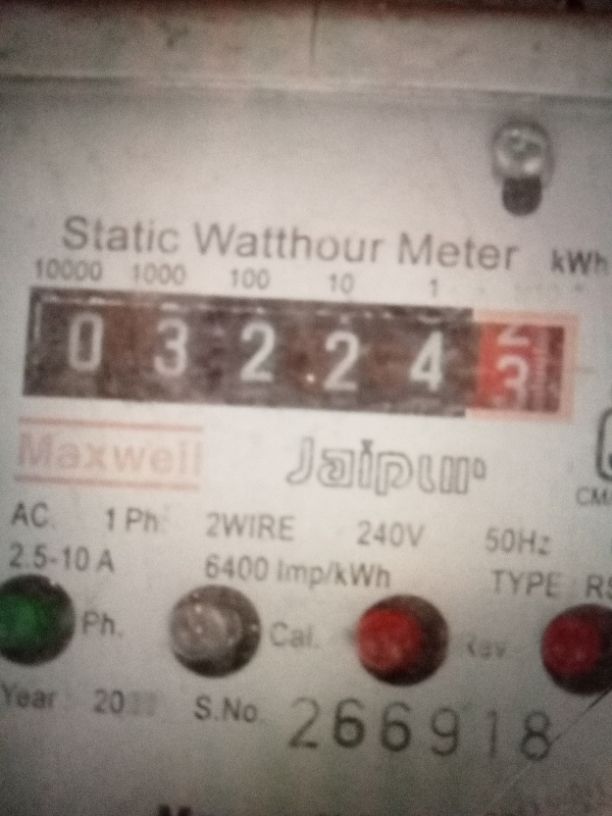 Static Watthour Meter kWh
10000 1000 100 10 1
0 3 2 2 4 3
Maxwell Jaipur
AC. 1 Ph 2WIRE 240V 50Hz
2.5-10 A 6400 Imp/kWh TYPE
Ph. Cal.
Year 20 S.No. 266918